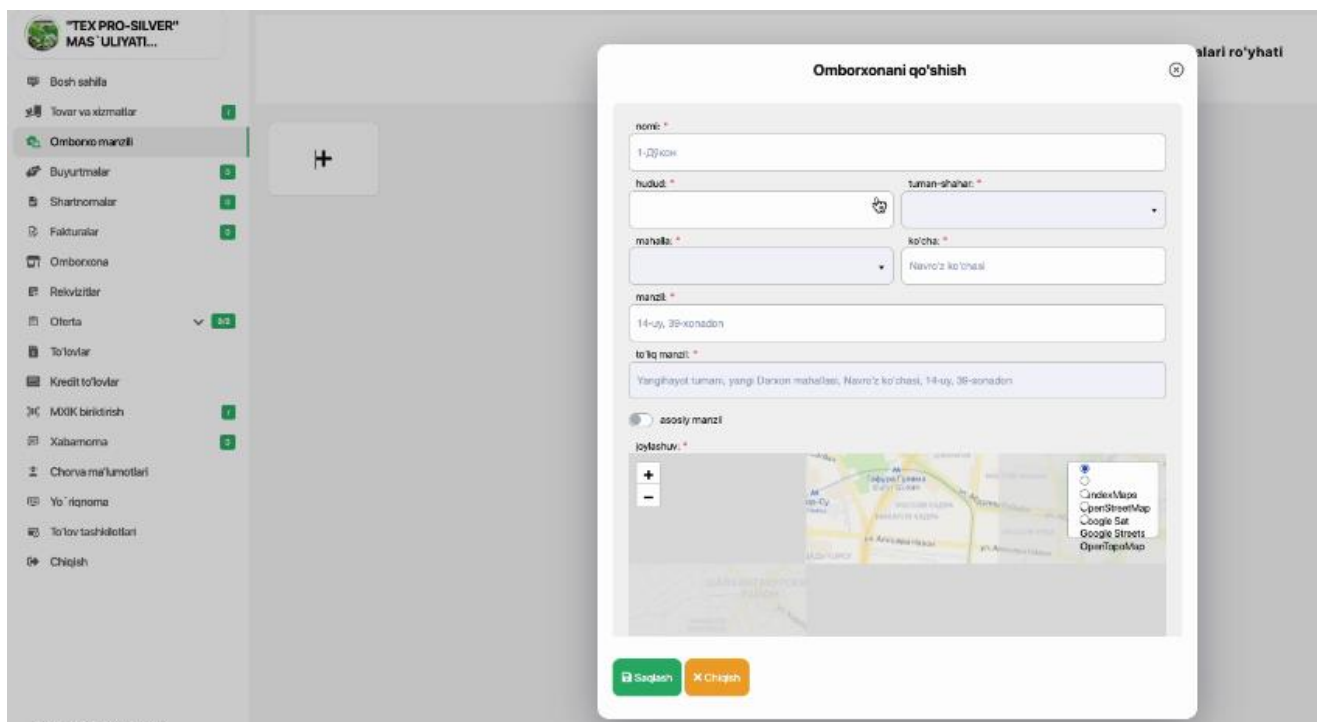 "TEX PRO-SILVER"
MAS`ULIYATI...
Bosh sahifa
Tovar va xizmatlar
Omborxo manzili
Buyurtmalar
Shartnomalar
Fakturalar
Omborxona
Rekvizitlar
Oferta
To'lovlar
Kredit to'lovlar
MXIK biriktirish
Xabarnoma
Chorva ma'lumotlari
Yo`riqnoma
To'lov tashkilotlari
Chiqish
alari ro'yhati
Omborxonani qo'shish
nomi: *
1-Дўкон
hudud: *
tuman-shahar: *
mahalla: *
ko'cha: *
Navro'z ko'chasi
manzil: *
14-uy, 39-xonadon
to'liq manzil: *
Yangihayot tumani, yangi Darxon mahallasi, Navro'z ko'chasi, 14-uy, 39-xonadon
asosiy manzil
joylashuv: *
+
−
ndexMaps
penStreetMap
oogle Sat
Google Streets
OpenTopoMap
Saqlash
Chiqish